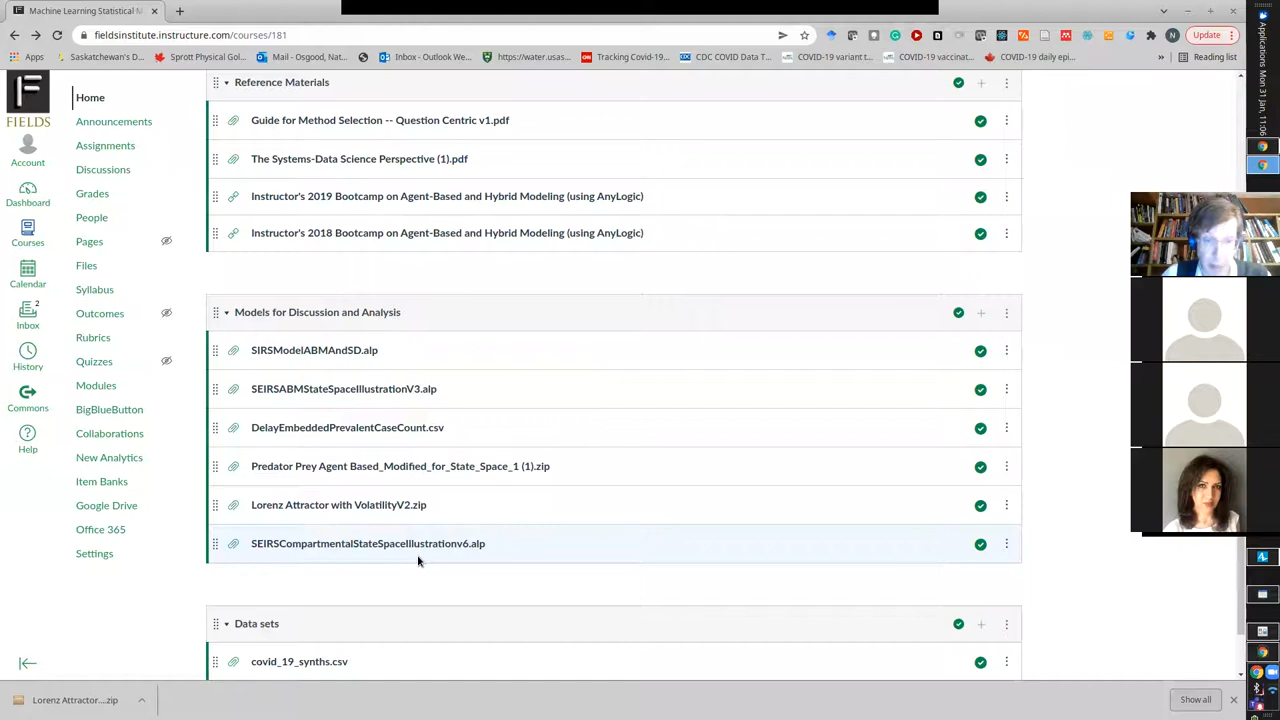 Machine Learning Statistical M
fieldsinstitute.instructure.com/courses/181
Update
Apps
Saskatchewan's D...
Sprott Physical Gol...
Mail - Osgood, Nat...
Inbox - Outlook We...
https://water.usas...
Tracking Covid-19...
CDC COVID Data T...
COVID-19 variant t...
COVID-19 vaccinat...
COVID-19 daily epi...
Reading list
Applications Mon 31 Jan, 11:06
FIELDS
Account
Dashboard
Courses
Calendar
2
Inbox
History
Commons
Help
Home
Announcements
Assignments
Discussions
Grades
People
Pages
Files
Syllabus
Outcomes
Rubrics
Quizzes
Modules
BigBlueButton
Collaborations
New Analytics
Item Banks
Google Drive
Office 365
Settings
Reference Materials
Guide for Method Selection -- Question Centric v1.pdf
The Systems-Data Science Perspective (1).pdf
Instructor's 2019 Bootcamp on Agent-Based and Hybrid Modeling (using AnyLogic)
Instructor's 2018 Bootcamp on Agent-Based and Hybrid Modeling (using AnyLogic)
Models for Discussion and Analysis
SIRSModelABMAndSD.alp
SEIRSABMStateSpaceIllustrationV3.alp
DelayEmbeddedPrevalentCaseCount.csv
Predator Prey Agent Based_Modified_for_State_Space_1 (1).zip
Lorenz Attractor with VolatilityV2.zip
SEIRSCompartmentalStateSpaceIllustrationv6.alp
Data sets
covid_19_synths.csv
Lorenz Attractor....zip
Show all